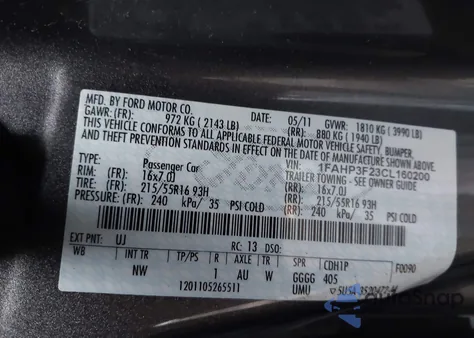 MFD. BY FORD MOTOR CO.
DATE: 05/11 GVWR: 1810 KG ( 3990 LB)
GAWR: (FR): 972 KG ( 2143 LB) (RR): 880 KG ( 1940 LB)
THIS VEHICLE CONFORMS TO ALL APPLICABLE FEDERAL MOTOR VEHICLE SAFETY, BUMPER,
AND THEFT PREVENTION STANDARDS IN EFFECT ON THE DATE OF MANUFACTURE SHOWN ABOVE.
VIN: 1FAHP3F23CL160200
TYPE: Passenger Car TRAILER TOWING - SEE OWNER GUIDE
RIM: (FR): 16x7.0J (RR): 16x7.0J
TIRE: (FR): 215/55R16 93H (RR): 215/55R16 93H
PRESSURE: (FR): 240 kPa/ 35 PSI COLD (RR): 240 kPa/ 35 PSI COLD
EXT PNT: UJ RC: 13 DSO: F0090
WB INT TR TP/PS R AXLE TR SPR CDH1P
NW 1 AU W GGGG 405
1201105265511 UMU
autoSnap